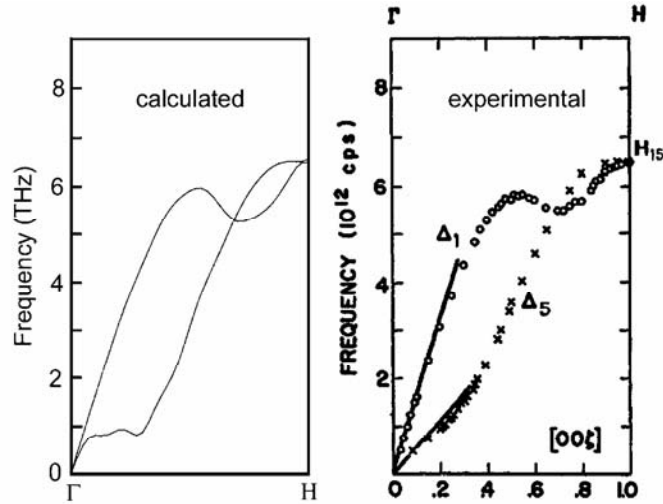 Γ H
8
6
4
2
0
calculated
Frequency (THz)
Γ H
8
6
4
2
0 .2 .4 .6 .8 1.0
experimental
FREQUENCY (10¹² cps)
H₁₅
Δ₁
Δ₅
[00ζ]